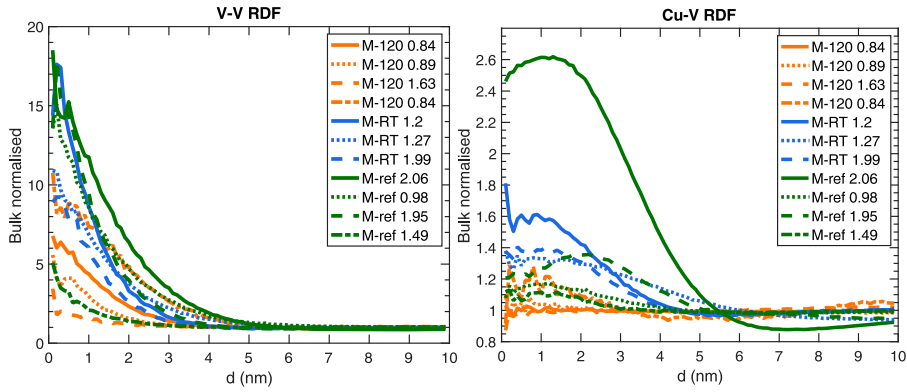 V-V RDF
20
15
10
5
0
0 1 2 3 4 5 6 7 8 9 10
d (nm)
Bulk normalised
M-120 0.84
M-120 0.89
M-120 1.63
M-120 0.84
M-RT 1.2
M-RT 1.27
M-RT 1.99
M-ref 2.06
M-ref 0.98
M-ref 1.95
M-ref 1.49
Cu-V RDF
2.6
2.4
2.2
2
1.8
1.6
1.4
1.2
1
0.8
0 1 2 3 4 5 6 7 8 9 10
d (nm)
Bulk normalised
M-120 0.84
M-120 0.89
M-120 1.63
M-120 0.84
M-RT 1.2
M-RT 1.27
M-RT 1.99
M-ref 2.06
M-ref 0.98
M-ref 1.95
M-ref 1.49